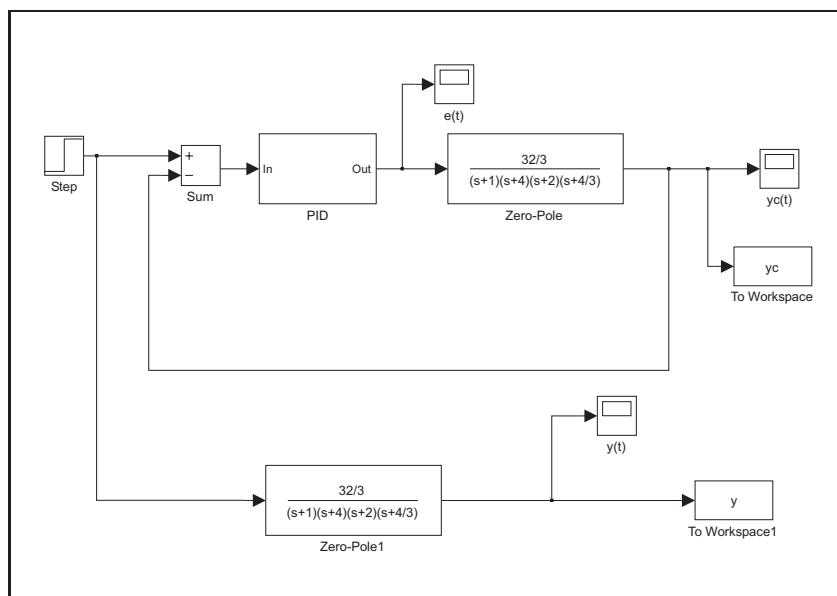 e(t)
Step
+
−
Sum
In
Out
PID
32/3
(s+1)(s+4)(s+2)(s+4/3)
Zero-Pole
yc(t)
yc
To Workspace
y(t)
32/3
(s+1)(s+4)(s+2)(s+4/3)
Zero-Pole1
y
To Workspace1